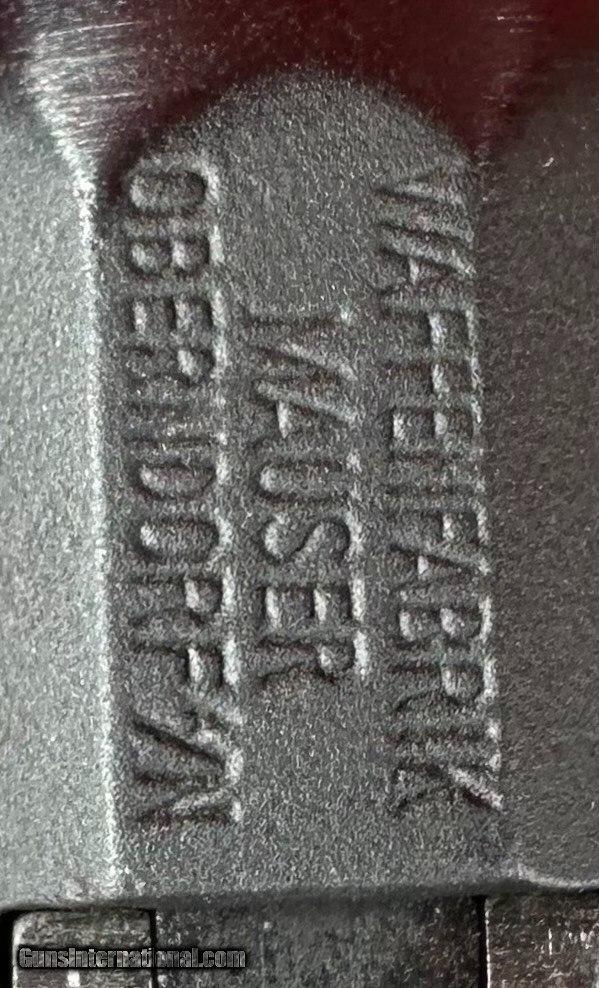 WAFFENFABRIK
MAUSER
OBERNDORF A/N
GunsInternational.com